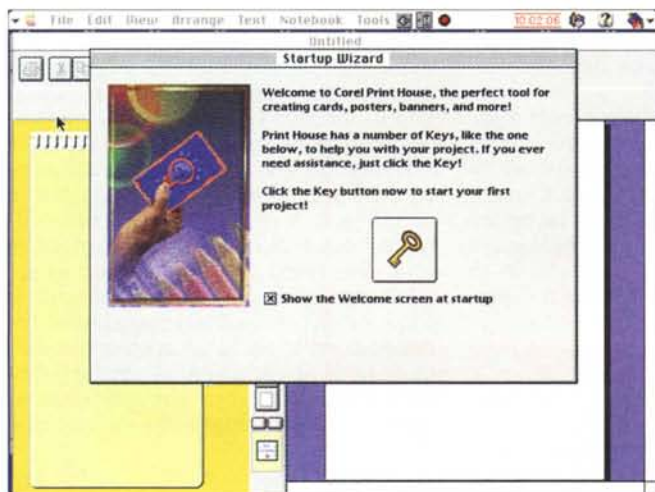 File Edit View Arrange Text Notebook Tools 10:02:06
Untitled
Startup Wizard
Welcome to Corel Print House, the perfect tool for
creating cards, posters, banners, and more!
Print House has a number of Keys, like the one
below, to help you with your project. If you ever
need assistance, just click the Key!
Click the Key button now to start your first
project!
Show the Welcome screen at startup